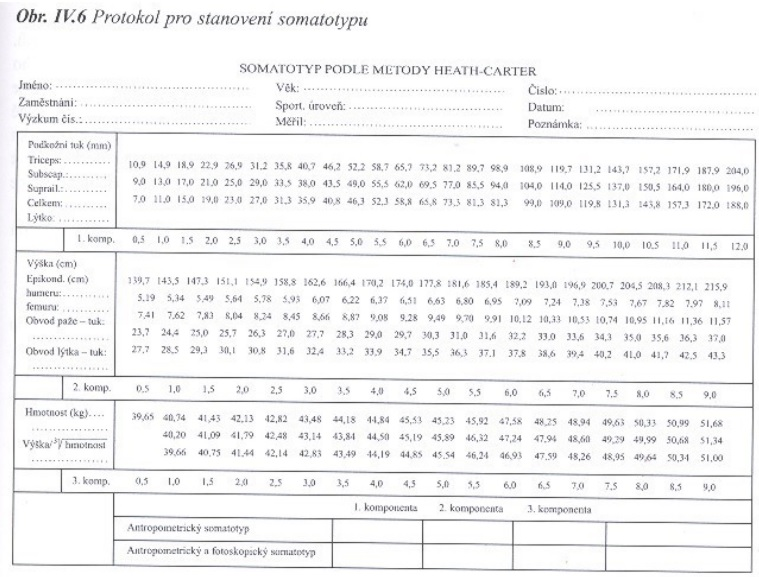 Obr. IV.6 Protokol pro stanovení somatotypu
SOMATOTYP PODLE METODY HEATH-CARTER
Jméno: Věk: Číslo:
Zaměstnání: Sport. úroveň: Datum:
Výzkum čís.: Měřil: Poznámka:
Podkožní tuk (mm)
Triceps: 10,9 14,9 18,9 22,9 26,9 31,2 35,8 40,7 46,2 52,2 58,7 65,7 73,2 81,2 89,7 98,9 108,9 119,7 131,2 143,7 157,2 171,9 187,9 204,0
Subscap.: 9,0 13,0 17,0 21,0 25,0 29,0 33,5 38,0 43,5 49,0 55,5 62,0 69,5 77,0 85,5 94,0 104,0 114,0 125,5 137,0 150,5 164,0 180,0 196,0
Suprail.:
Celkem: 7,0 11,0 15,0 19,0 23,0 27,0 31,3 35,9 40,8 46,3 52,3 58,8 65,8 73,3 81,3 81,3 99,0 109,0 119,8 131,3 143,8 157,3 172,0 188,0
Lýtko:
1. komp. 0,5 1,0 1,5 2,0 2,5 3,0 3,5 4,0 4,5 5,0 5,5 6,0 6,5 7,0 7,5 8,0 8,5 9,0 9,5 10,0 10,5 11,0 11,5 12,0
Výška (cm)
Epikond. (cm) 139,7 143,5 147,3 151,1 154,9 158,8 162,6 166,4 170,2 174,0 177,8 181,6 185,4 189,2 193,0 196,9 200,7 204,5 208,3 212,1 215,9
humeru: 5,19 5,34 5,49 5,64 5,78 5,93 6,07 6,22 6,37 6,51 6,63 6,80 6,95 7,09 7,24 7,38 7,53 7,67 7,82 7,97 8,11
femuru: 7,41 7,62 7,83 8,04 8,24 8,45 8,66 8,87 9,08 9,28 9,49 9,70 9,91 10,12 10,33 10,53 10,74 10,95 11,16 11,36 11,57
Obvod paže – tuk:
23,7 24,4 25,0 25,7 26,3 27,0 27,7 28,3 29,0 29,7 30,3 31,0 31,6 32,2 33,0 33,6 34,3 35,0 35,6 36,3 37,0
Obvod lýtka – tuk: 27,7 28,5 29,3 30,1 30,8 31,6 32,4 33,2 33,9 34,7 35,5 36,3 37,1 37,8 38,6 39,4 40,2 41,0 41,7 42,5 43,3
2. komp. 0,5 1,0 1,5 2,0 2,5 3,0 3,5 4,0 4,5 5,0 5,5 6,0 6,5 7,0 7,5 8,0 8,5 9,0
Hmotnost (kg) 39,65 40,74 41,43 42,13 42,82 43,48 44,18 44,84 45,53 45,23 45,92 47,58 48,25 48,94 49,63 50,33 50,99 51,68
40,20 41,09 41,79 42,48 43,14 43,84 44,50 45,19 45,89 46,32 47,24 47,94 48,60 49,29 49,99 50,68 51,34
Výška/³√ hmotnost
39,66 40,75 41,44 42,14 42,83 43,49 44,19 44,85 45,54 46,24 46,93 47,59 48,26 48,95 49,64 50,34 51,00
3. komp. 0,5 1,0 1,5 2,0 2,5 3,0 3,5 4,0 4,5 5,0 5,5 6,0 6,5 7,0 7,5 8,0 8,5 9,0
1. komponenta 2. komponenta 3. komponenta
Antropometrický somatotyp
Antropometrický a fotoskopický somatotyp